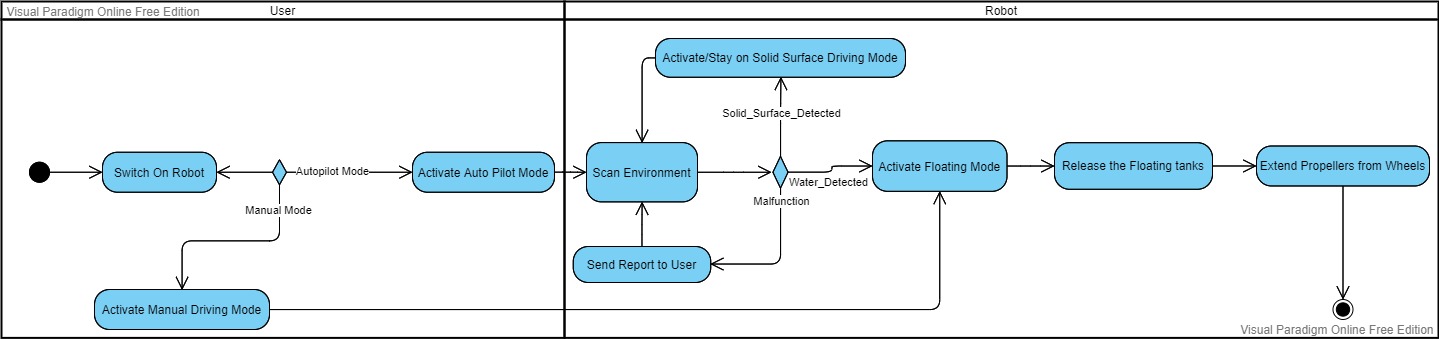 Visual Paradigm Online Free Edition
User
Robot
Activate/Stay on Solid Surface Driving Mode
Solid_Surface_Detected
Switch On Robot
Autopilot Mode
Activate Auto Pilot Mode
Scan Environment
Activate Floating Mode
Release the Floating tanks
Extend Propellers from Wheels
Water_Detected
Manual Mode
Malfunction
Send Report to User
Activate Manual Driving Mode
Visual Paradigm Online Free Edition